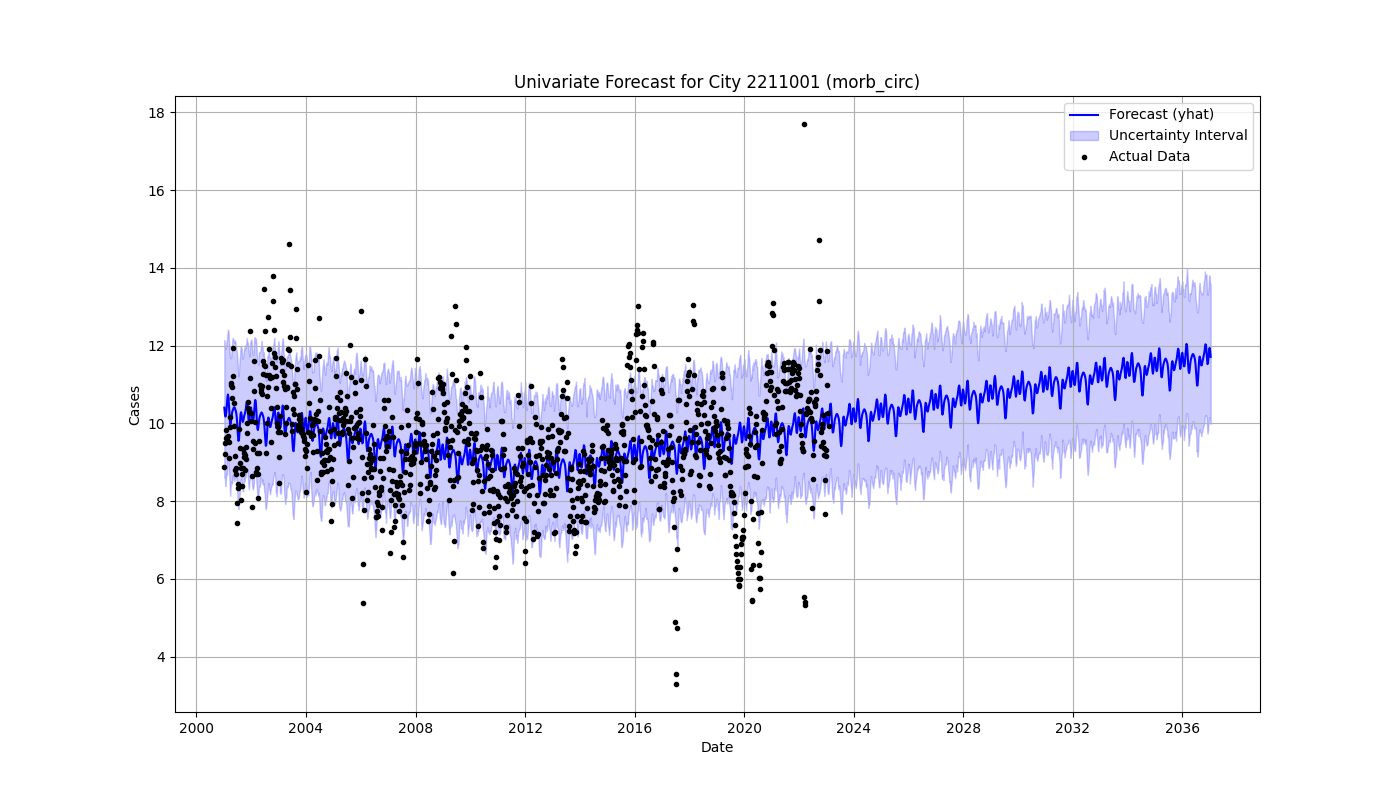 Univariate Forecast for City 2211001 (morb_circ)
Forecast (yhat)
Uncertainty Interval
Actual Data
Cases
18
16
14
12
10
8
6
4
2000 2004 2008 2012 2016 2020 2024 2028 2032 2036
Date